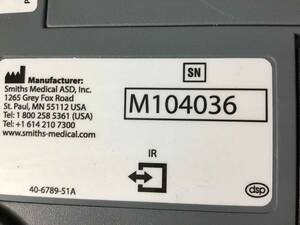 Manufacturer:
Smiths Medical ASD, Inc.
1265 Grey Fox Road
St. Paul, MN 55112 USA
Tel: 1 800 258 5361 (USA)
Tel: +1 614 210 7300
www.smiths-medical.com
SN
M104036
IR
40-6789-51A
dsp